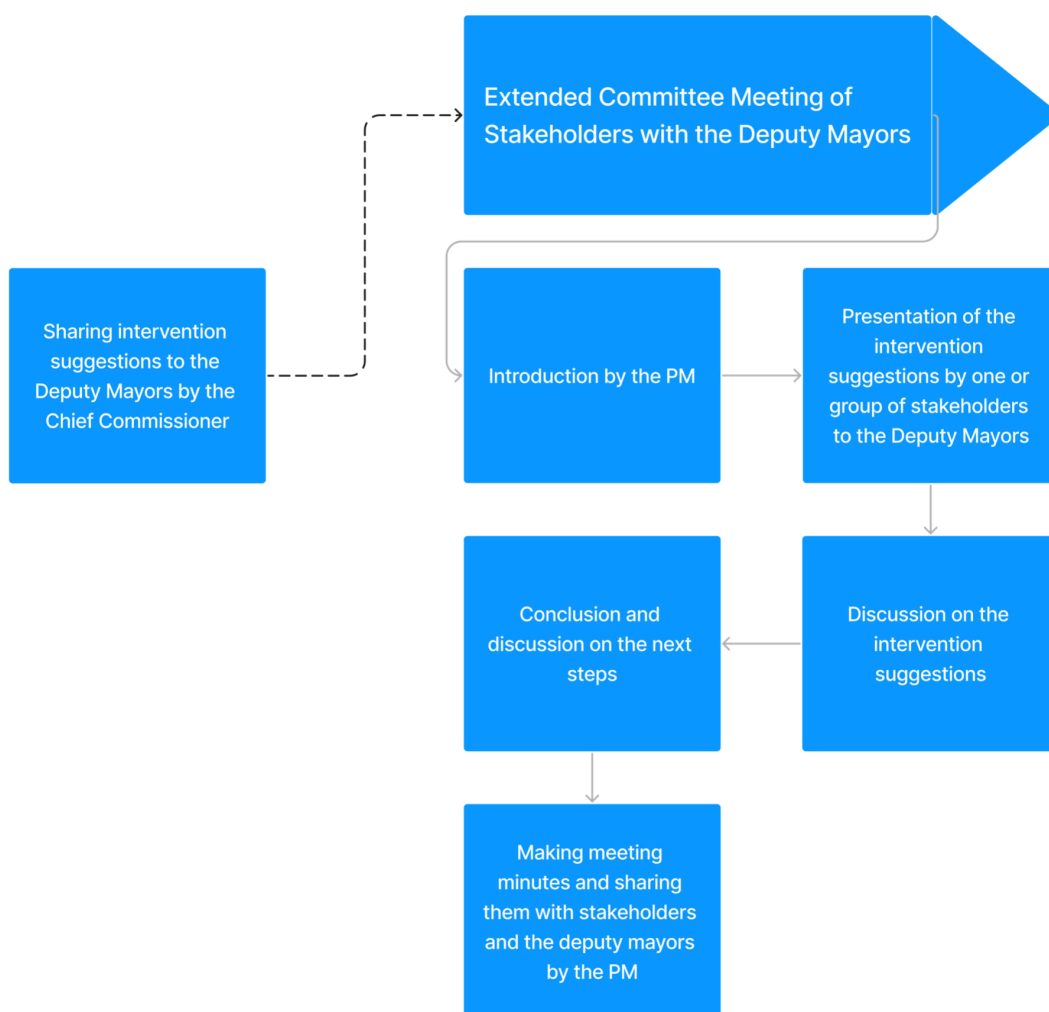 Extended Committee Meeting of
Stakeholders with the Deputy Mayors
Sharing intervention
suggestions to the
Deputy Mayors by the
Chief Commissioner
Introduction by the PM
Presentation of the
intervention
suggestions by one or
group of stakeholders
to the Deputy Mayors
Conclusion and
discussion on the next
steps
Discussion on the
intervention
suggestions
Making meeting
minutes and sharing
them with stakeholders
and the deputy mayors
by the PM